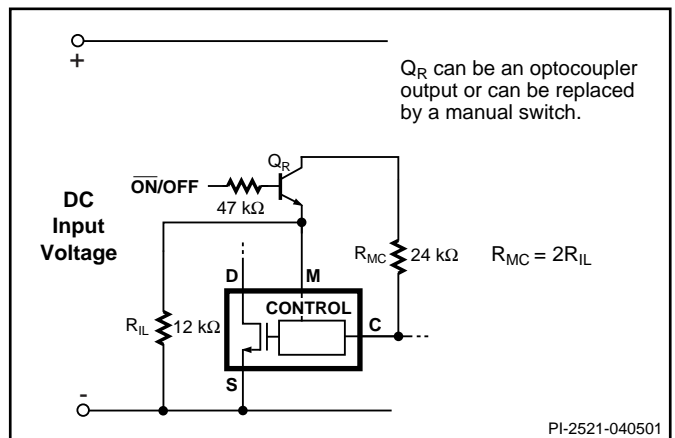 +
Q_R can be an optocoupler
output or can be replaced
by a manual switch.
Q_R
O̅N̅/OFF
47 kΩ
DC
Input
Voltage
R_MC
24 kΩ
R_MC = 2R_IL
D
M
CONTROL
C
R_IL
12 kΩ
S
-
PI-2521-040501